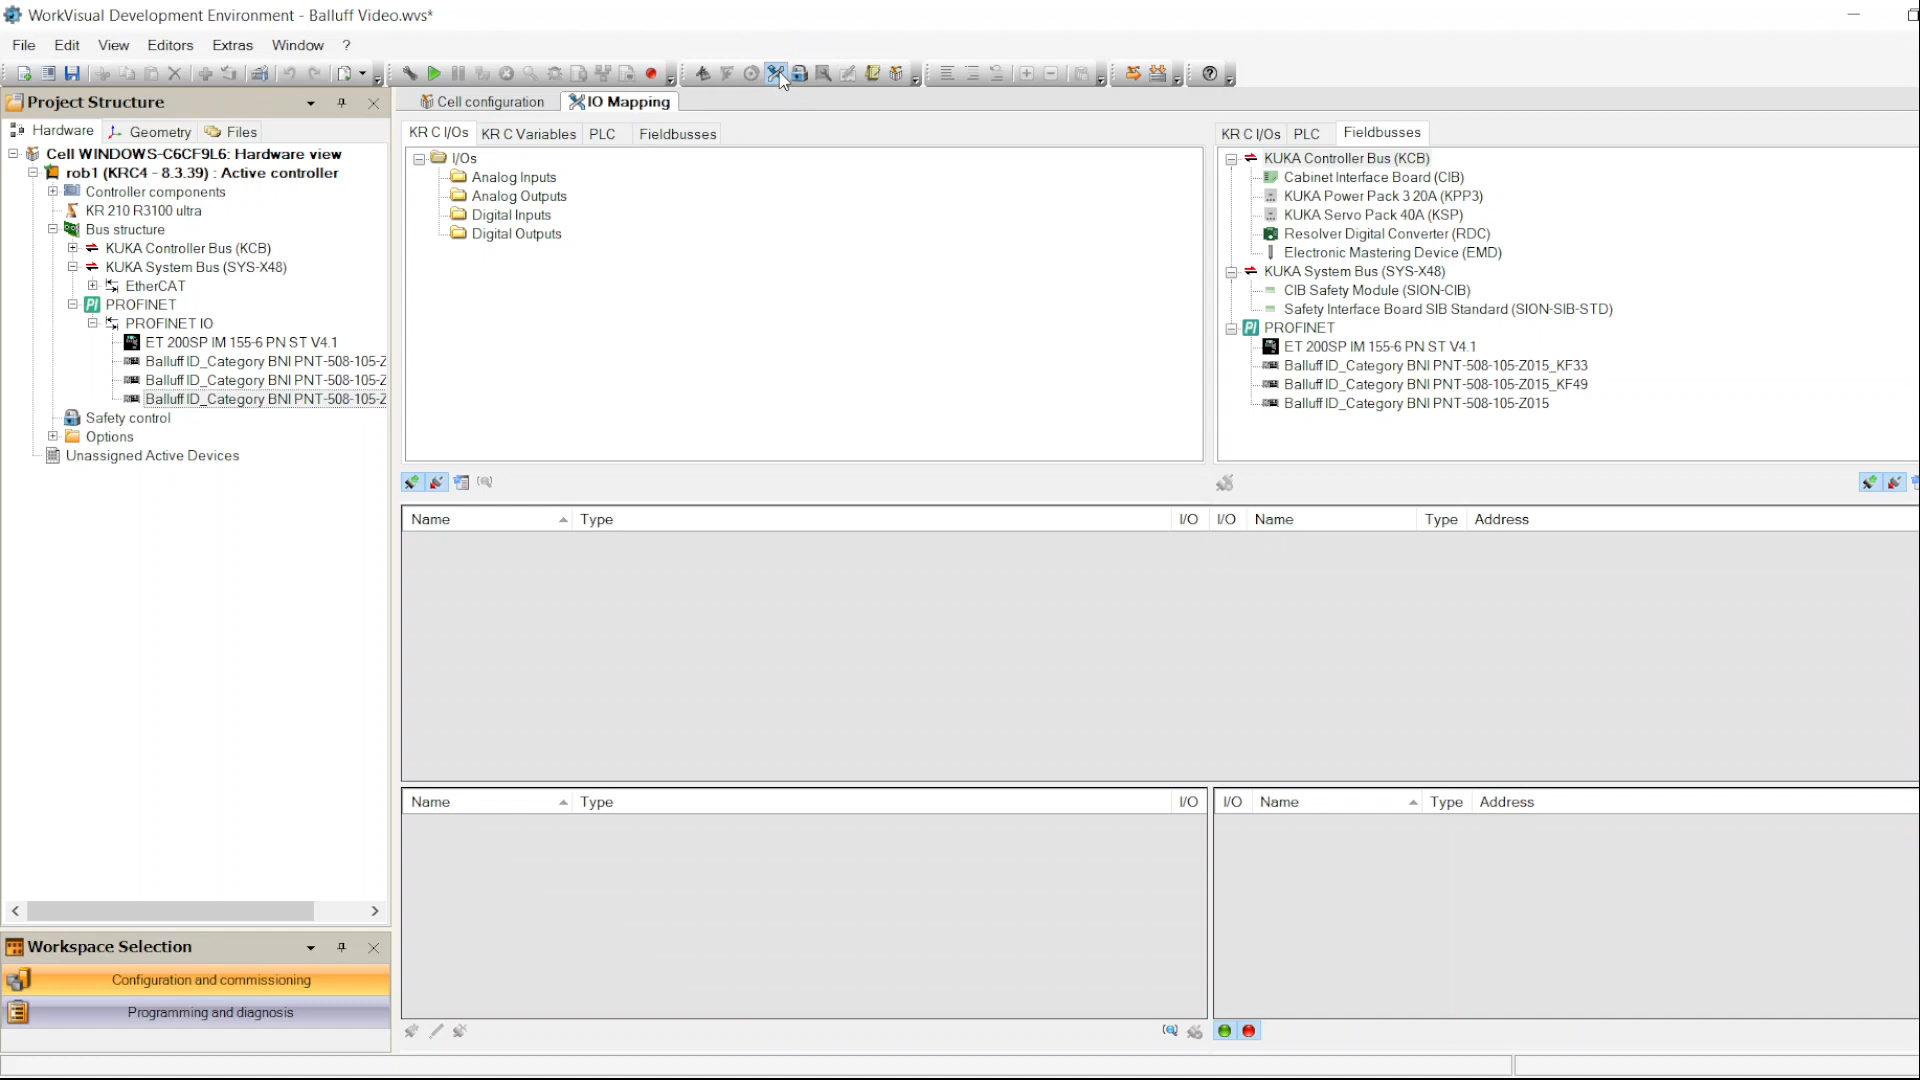 WorkVisual Development Environment - Balluff Video.wvs*
File Edit View Editors Extras Window ?
Project Structure
Hardware Geometry Files
Cell WINDOWS-C6CF9L6: Hardware view
rob1 (KRC4 - 8.3.39) : Active controller
Controller components
KR 210 R3100 ultra
Bus structure
KUKA Controller Bus (KCB)
KUKA System Bus (SYS-X48)
EtherCAT
PROFINET
PROFINET IO
ET 200SP IM 155-6 PN ST V4.1
Balluff ID_Category BNI PNT-508-105-Z
Balluff ID_Category BNI PNT-508-105-Z
Balluff ID_Category BNI PNT-508-105-Z
Safety control
Options
Unassigned Active Devices
Workspace Selection
Configuration and commissioning
Programming and diagnosis
Cell configuration IO Mapping
KR C I/Os KR C Variables PLC Fieldbusses
I/Os
Analog Inputs
Analog Outputs
Digital Inputs
Digital Outputs
KR C I/Os PLC Fieldbusses
KUKA Controller Bus (KCB)
Cabinet Interface Board (CIB)
KUKA Power Pack 3 20A (KPP3)
KUKA Servo Pack 40A (KSP)
Resolver Digital Converter (RDC)
Electronic Mastering Device (EMD)
KUKA System Bus (SYS-X48)
CIB Safety Module (SION-CIB)
Safety Interface Board SIB Standard (SION-SIB-STD)
PROFINET
ET 200SP IM 155-6 PN ST V4.1
Balluff ID_Category BNI PNT-508-105-Z015_KF33
Balluff ID_Category BNI PNT-508-105-Z015_KF49
Balluff ID_Category BNI PNT-508-105-Z015
Name Type I/O I/O Name Type Address
Name Type I/O
I/O Name Type Address